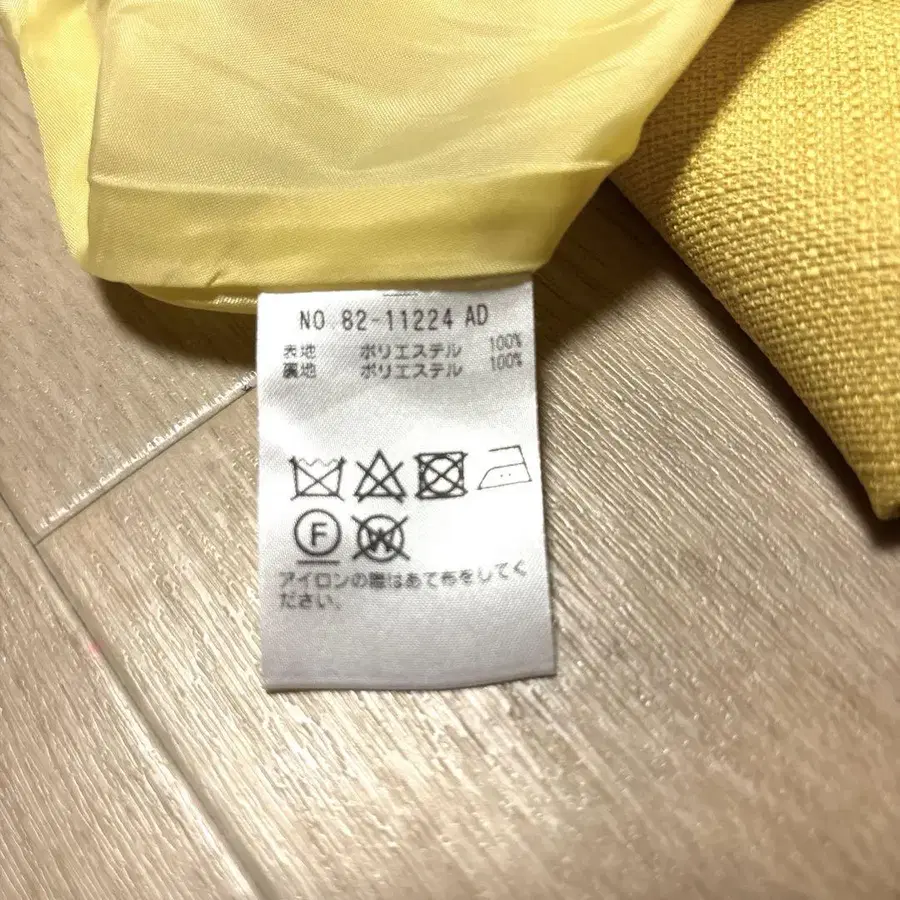 NO 82-11224 AD
表地 ポリエステル 100%
裏地 ポリエステル 100%
F W
アイロンの際はあて布をしてく
ださい。